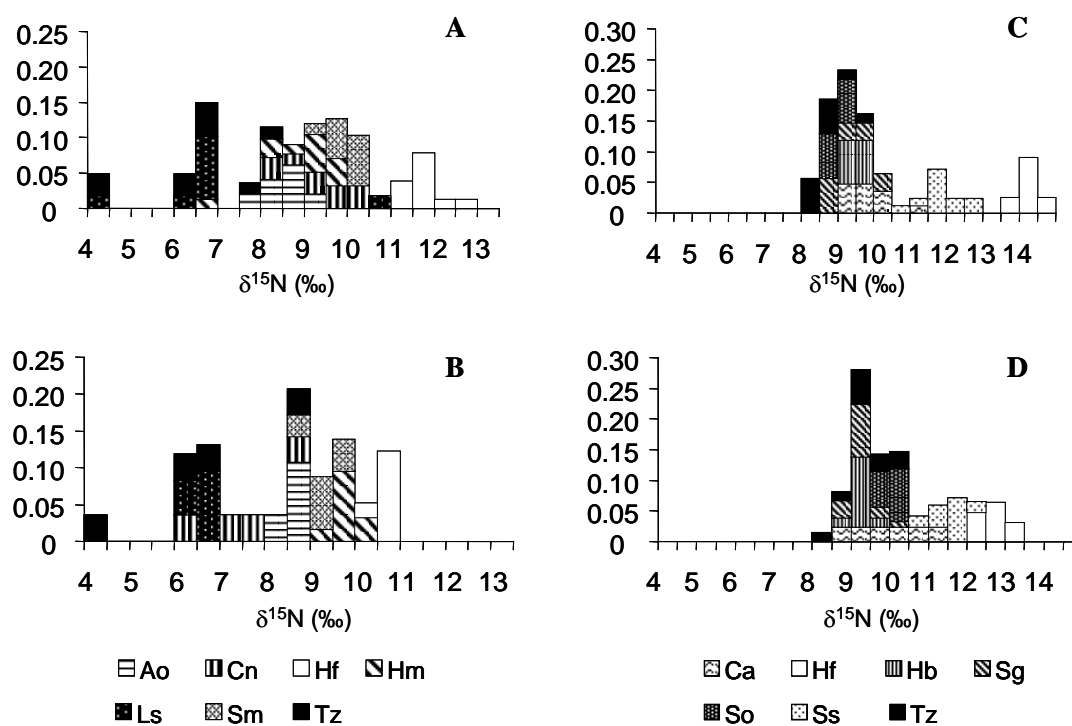 A
0.25
0.20
0.15
0.10
0.05
0
4 5 6 7 8 9 10 11 12 13
δ15N (‰)
C
0.30
0.25
0.20
0.15
0.10
0.05
0
4 5 6 7 8 9 10 11 12 13 14
δ15N (‰)
B
0.25
0.20
0.15
0.10
0.05
0
4 5 6 7 8 9 10 11 12 13
δ15N (‰)
D
0.30
0.25
0.20
0.15
0.10
0.05
0
4 5 6 7 8 9 10 11 12 13 14
δ15N (‰)
Ao Cn Hf Hm
Ls Sm Tz
Ca Hf Hb Sg
So Ss Tz